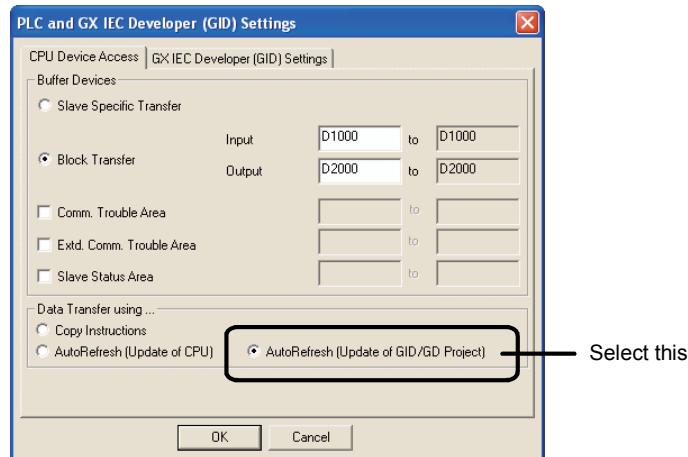 PLC and GX IEC Developer (GID) Settings
CPU Device Access GX IEC Developer (GID) Settings
Buffer Devices
Slave Specific Transfer
Input D1000 to D1000
Block Transfer
Output D2000 to D2000
Comm. Trouble Area to
Extd. Comm. Trouble Area to
Slave Status Area to
Data Transfer using ...
Copy Instructions
AutoRefresh (Update of CPU) AutoRefresh (Update of GID/GD Project) Select this
OK Cancel